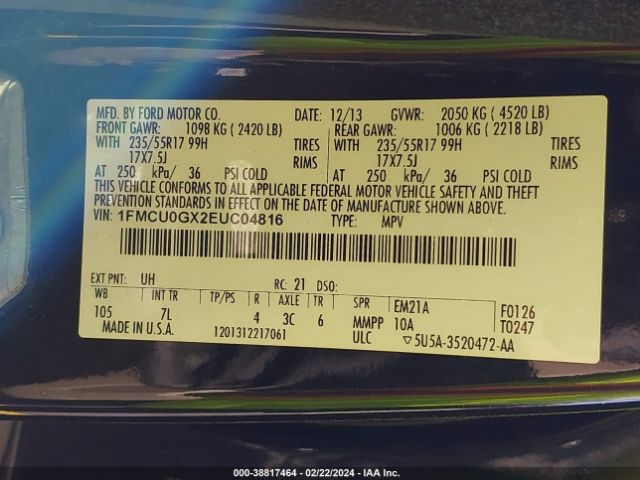 MFD. BY FORD MOTOR CO. DATE: 12/13 GVWR: 2050 KG ( 4520 LB)
FRONT GAWR: 1098 KG ( 2420 LB) REAR GAWR: 1006 KG ( 2218 LB)
WITH 235/55R17 99H TIRES WITH 235/55R17 99H TIRES
17X7.5J RIMS 17X7.5J RIMS
AT 250 kPa/ 36 PSI COLD AT 250 kPa/ 36 PSI COLD
THIS VEHICLE CONFORMS TO ALL APPLICABLE FEDERAL MOTOR VEHICLE SAFETY AND THEFT
PREVENTION STANDARDS IN EFFECT ON THE DATE OF MANUFACTURE SHOWN ABOVE.
VIN: 1FMCU0GX2EUC04816 TYPE: MPV
EXT PNT: UH RC: 21 DSO:
WB INT TR TP/PS R AXLE TR SPR EM21A F0126
105 7L 4 3C 6 MMPP 10A T0247
MADE IN U.S.A. 1201312217061 ULC ▽5U5A-3520472-AA
000-38817464 - 02/22/2024 - IAA Inc.